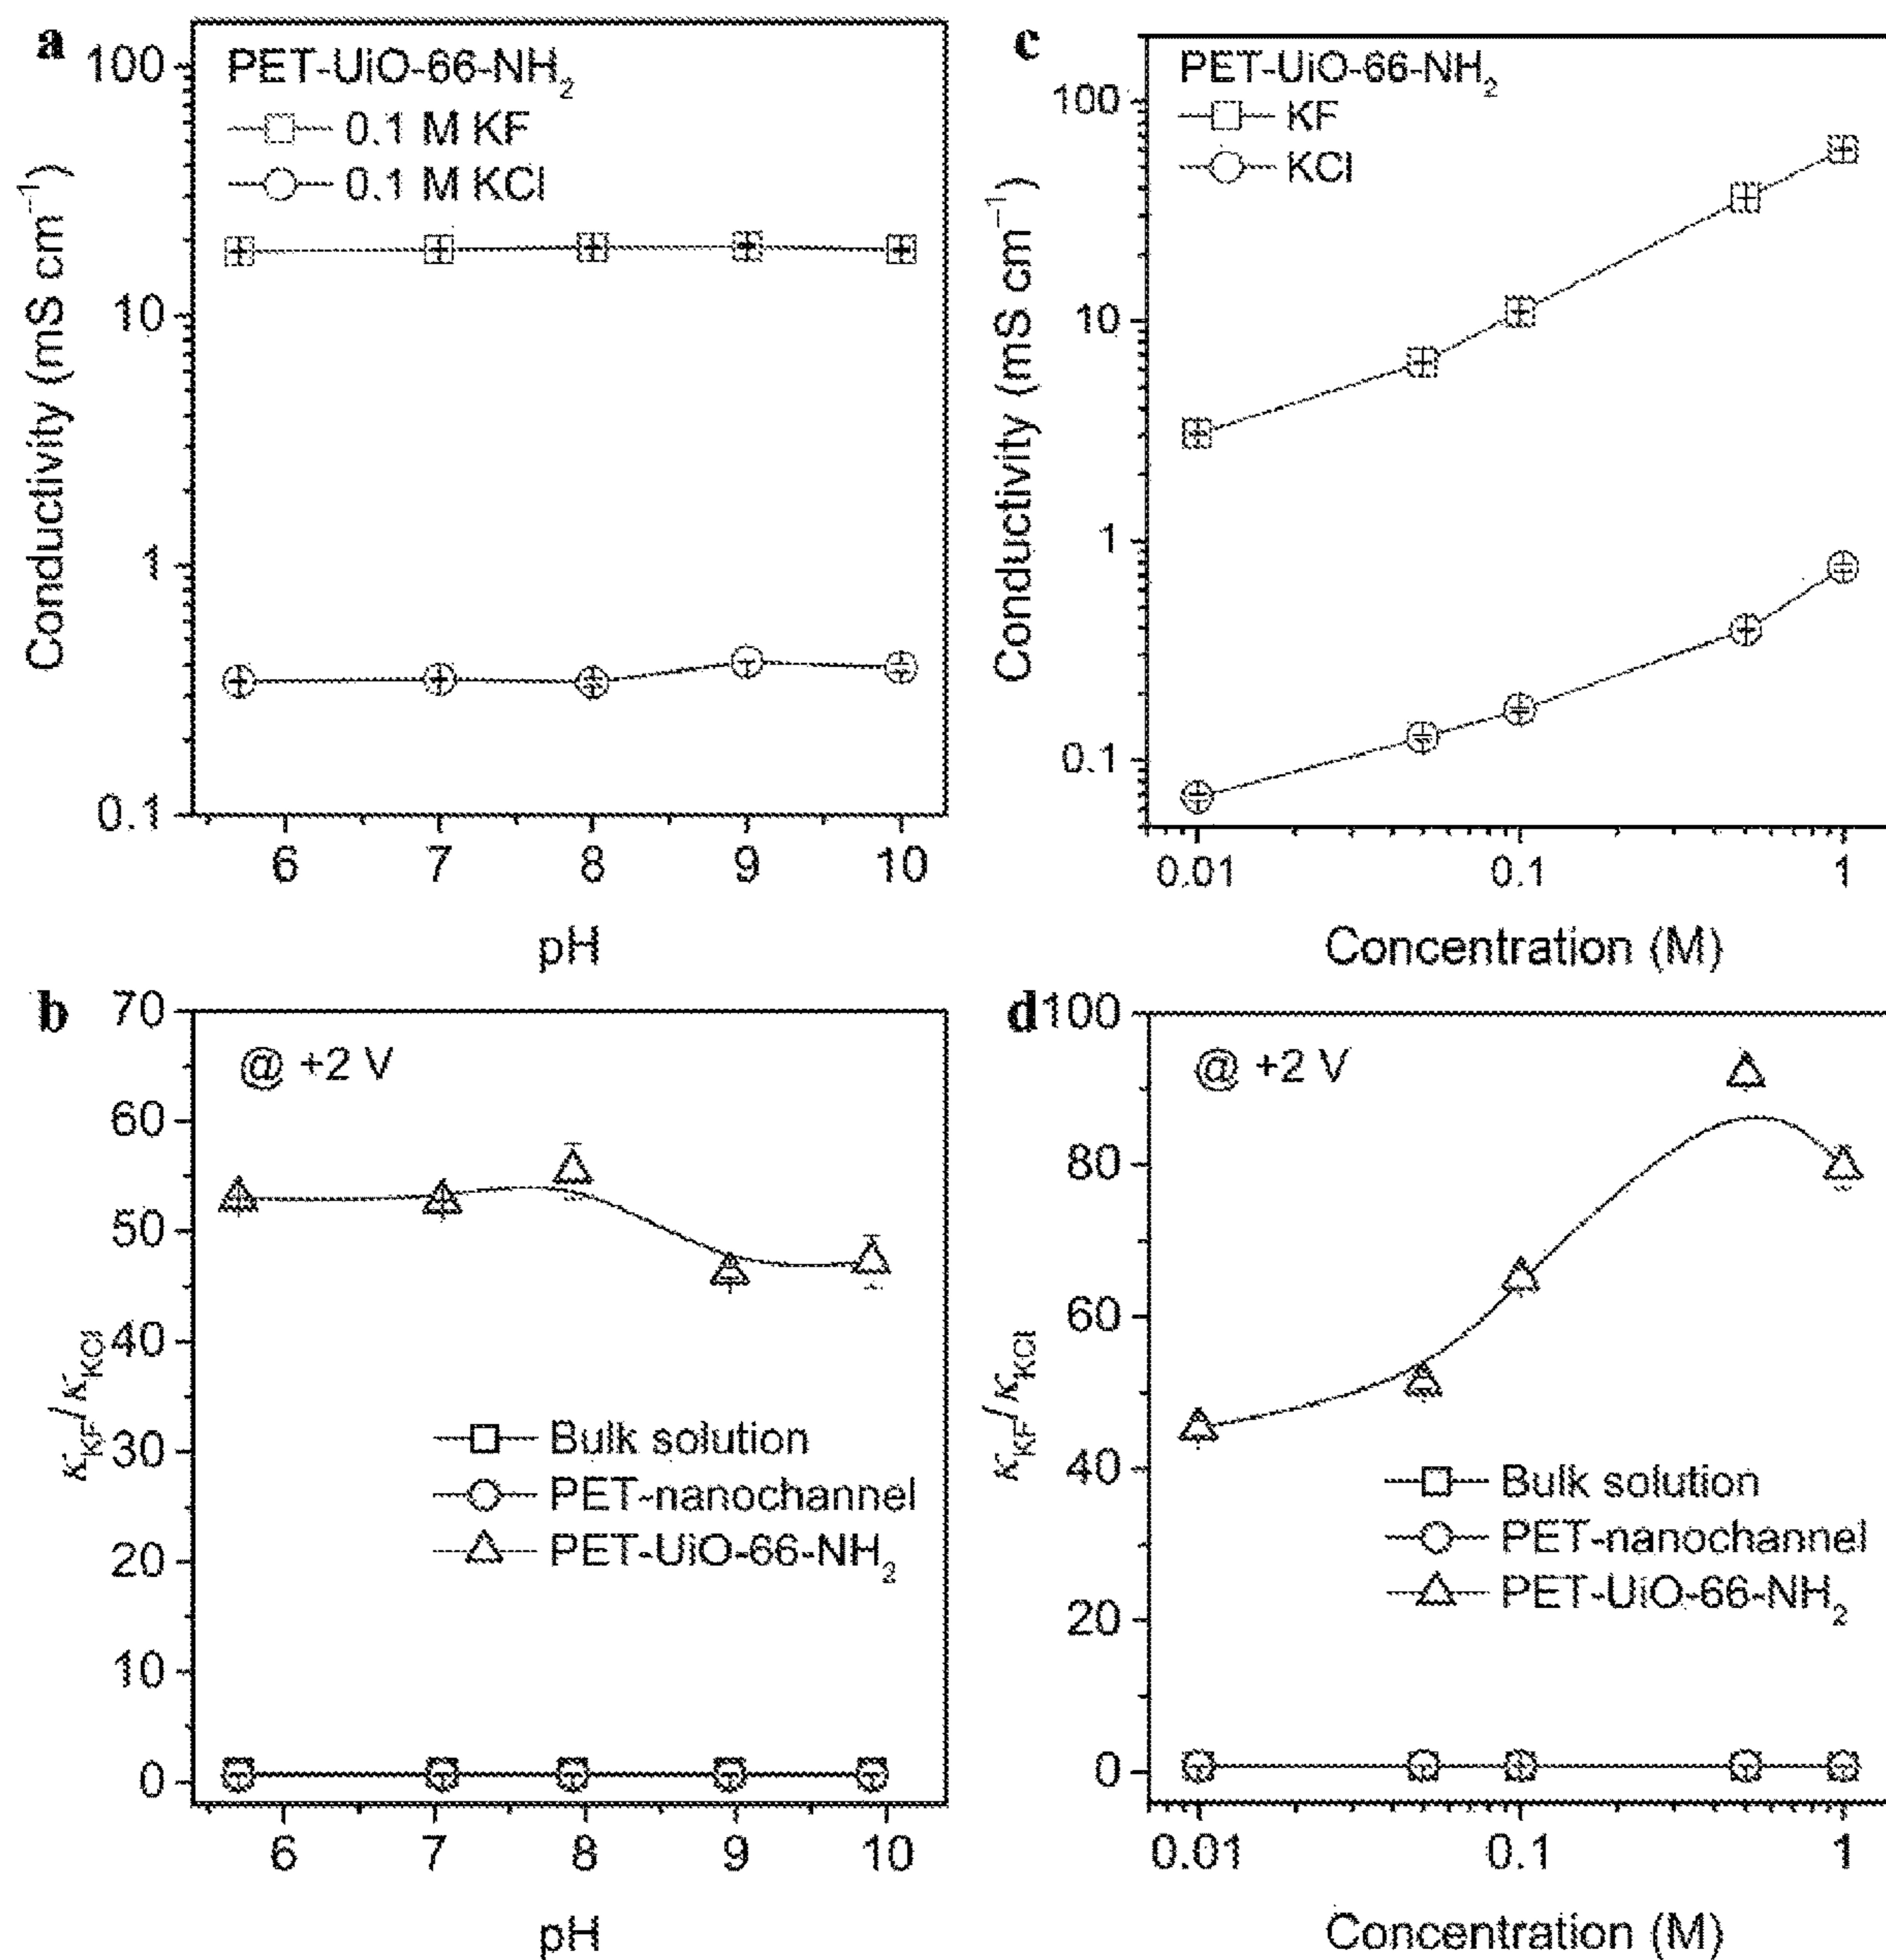 a
PET-UiO-66-NH₂
0.1 M KF
0.1 M KCl
Conductivity (mS cm⁻¹)
100
10
1
0.1
6 7 8 9 10
pH
c
PET-UiO-66-NH₂
KF
KCl
Conductivity (mS cm⁻¹)
100
10
1
0.1
0.01 0.1 1
Concentration (M)
b
@ +2 V
κKF/κKCl
70
60
50
40
30
20
10
0
Bulk solution
PET-nanochannel
PET-UiO-66-NH₂
6 7 8 9 10
pH
d
@ +2 V
κKF/κKCl
100
80
60
40
20
0
Bulk solution
PET-nanochannel
PET-UiO-66-NH₂
0.01 0.1 1
Concentration (M)